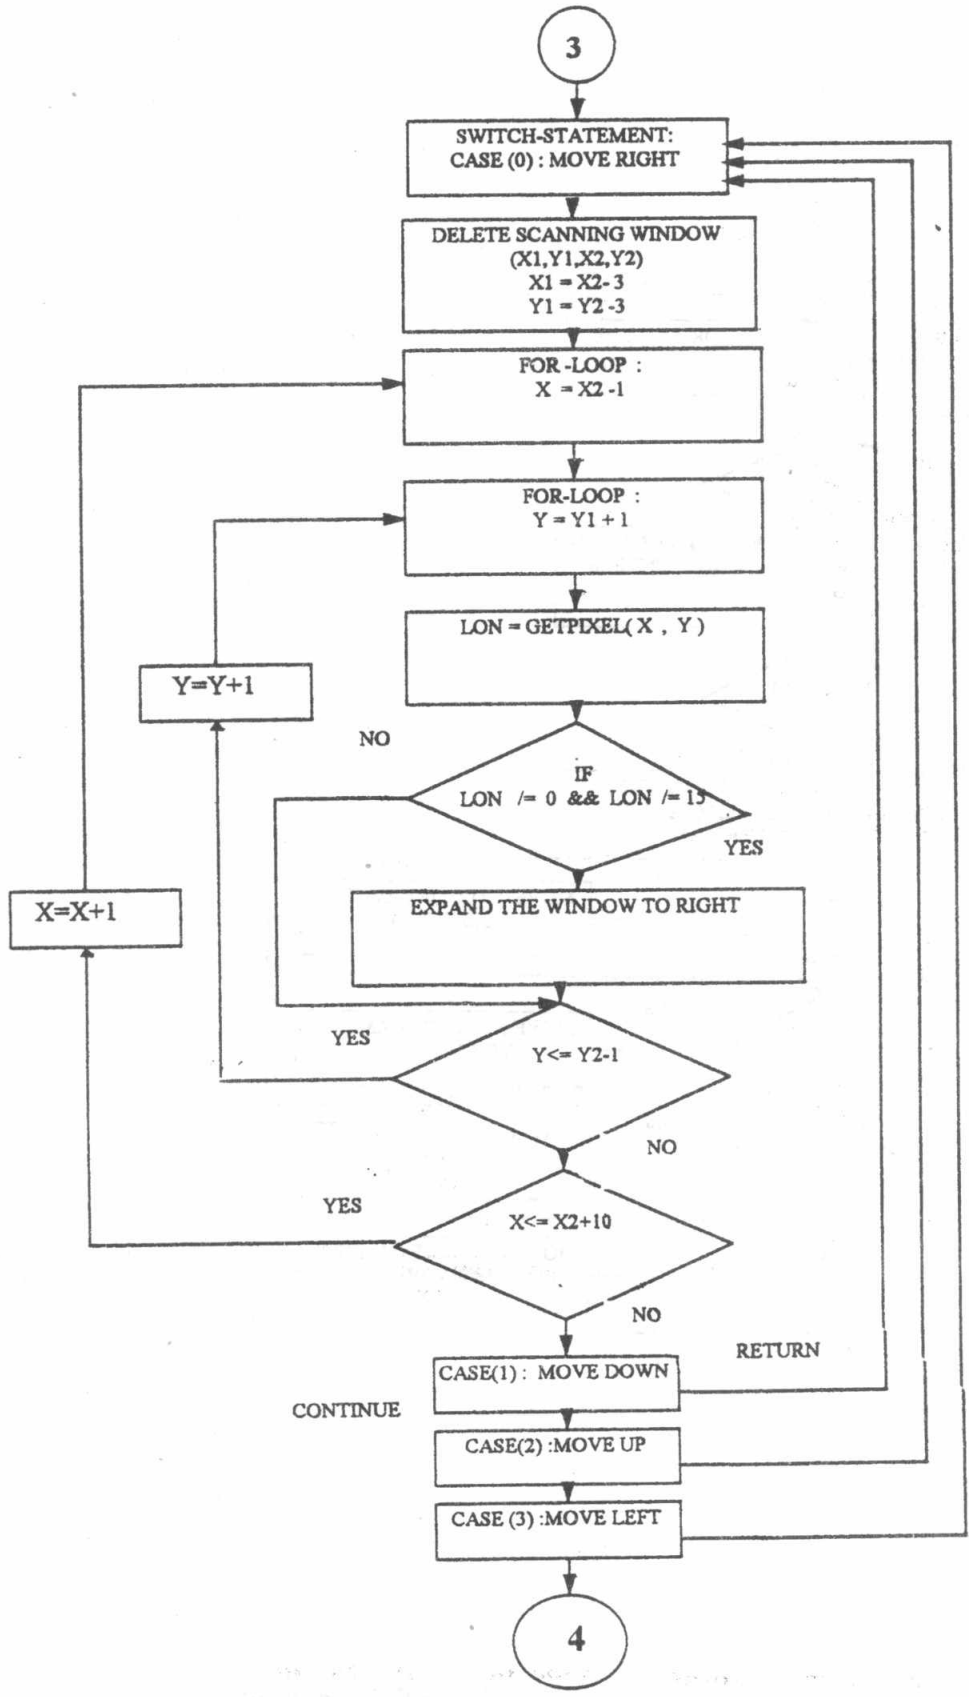 3
SWITCH-STATEMENT:
CASE (0) : MOVE RIGHT
DELETE SCANNING WINDOW
(X1,Y1,X2,Y2)
X1 = X2- 3
Y1 = Y2 -3
FOR -LOOP :
X = X2 -1
FOR-LOOP :
Y = Y1 + 1
LON = GETPIXEL( X , Y )
Y=Y+1
NO
IF
LON /= 0 && LON /= 15
YES
X=X+1
EXPAND THE WINDOW TO RIGHT
YES
Y<= Y2-1
NO
YES
X<= X2+10
NO
RETURN
CASE(1) : MOVE DOWN
CONTINUE
CASE(2) :MOVE UP
CASE (3) :MOVE LEFT
4